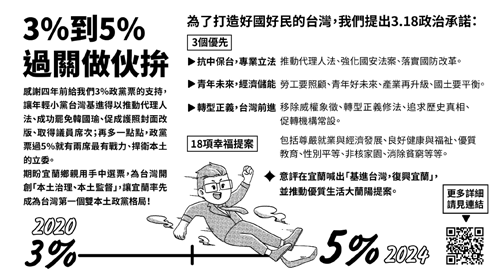 3%到5%
過關做伙拚
感謝四年前給我們3%政黨票的支持，
讓年輕小黨台灣基進得以推動代理人
法、成功罷免韓國瑜、促成護照封面改
版、取得議員席次；再多一點點，政黨
票過5%就有兩席最有戰力、捍衛本土
的立委。
期盼宜蘭鄉親用手中選票，為台灣開
創「本土治理、本土監督」，讓宜蘭率先
成為台灣第一個雙本土政黨格局！
為了打造好國好民的台灣，我們提出3.18政治承諾：
3個優先
▶抗中保台，專業立法 推動代理人法、強化國安法案、落實國防改革。
▶青年未來，經濟儲能 勞工要照顧、青年好未來、產業再升級、國土要平衡。
▶轉型正義，台灣前進 移除威權象徵、轉型正義修法、追求歷史真相、
促轉機構常設。
18項幸福提案
包括尊嚴就業與經濟發展、良好健康與福祉、優質
教育、性別平等、非核家園、消除貧窮等等。
意評在宜蘭喊出「基進台灣，復興宜蘭」，
並推動優質生活大蘭陽提案。
更多詳細
請見連結
2020
3%
5%
2024